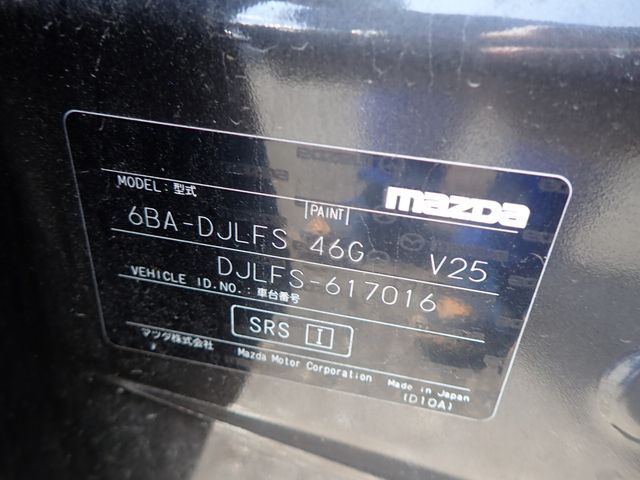 mazda
MODEL:型式
PAINT
6BA-DJLFS 46G V25
DJLFS-617016
VEHICLE ID.NO.:車台番号
SRS I
マツダ株式会社 Mazda Motor Corporation Made in Japan
(D10A)